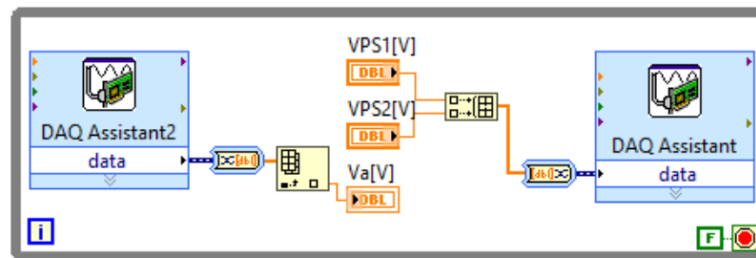 VPS1[V]
DBL
DAQ Assistant2
data
VPS2[V]
DBL
Va[V]
DBL
DAQ Assistant
data
i
F